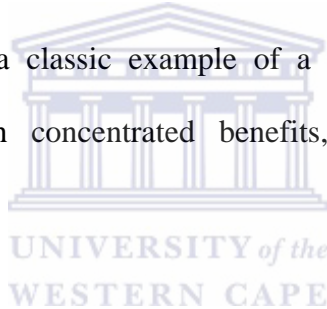 a classic example of a
concentrated benefits,
UNIVERSITY of the
WESTERN CAPE